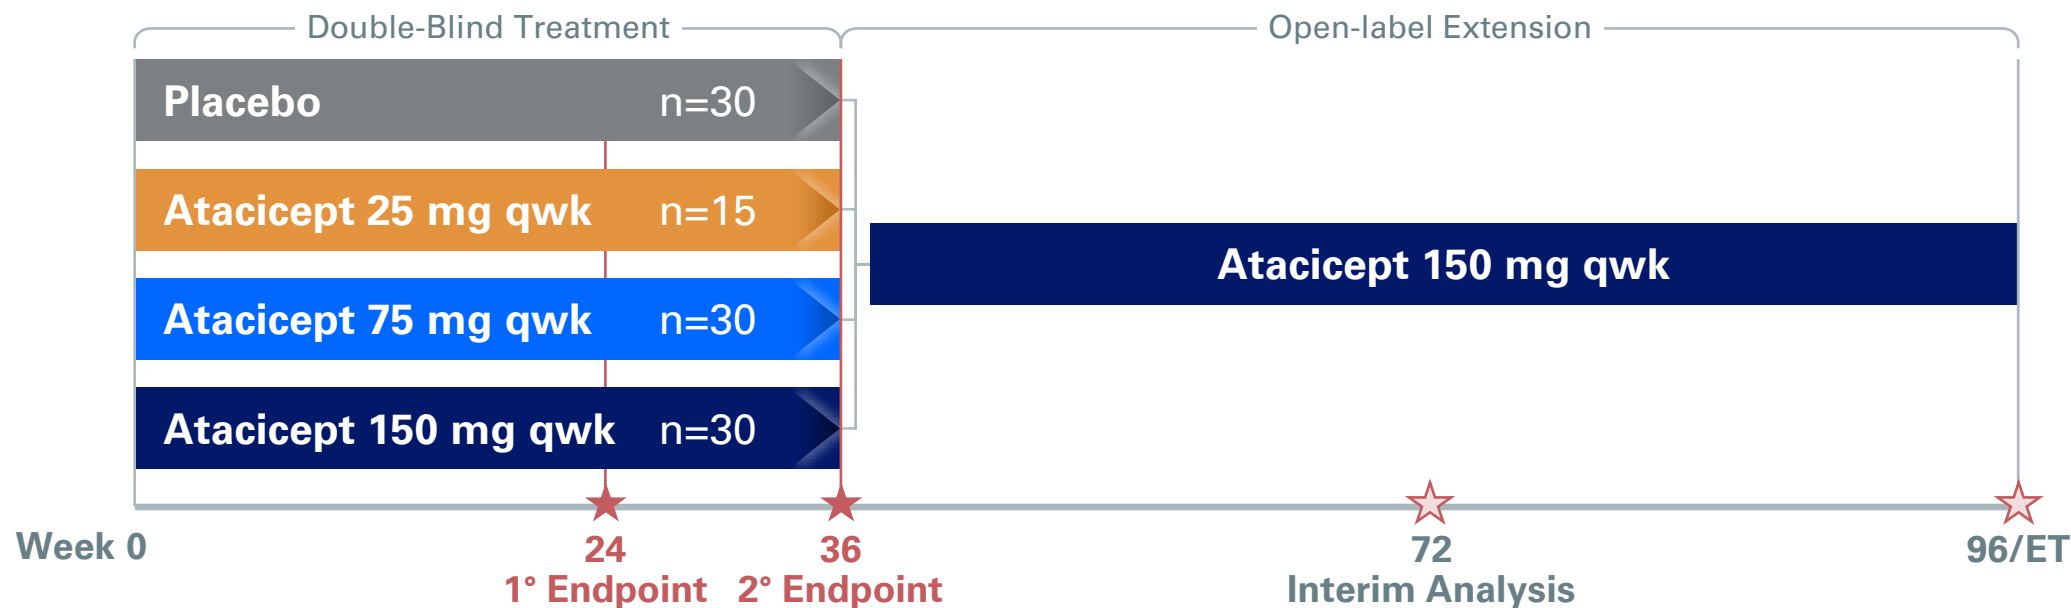 Double-Blind Treatment
Open-label Extension
Placebo n=30
Atacicept 25 mg qwk n=15
Atacicept 75 mg qwk n=30
Atacicept 150 mg qwk n=30
Atacicept 150 mg qwk
Week 0
24
1° Endpoint
36
2° Endpoint
72
Interim Analysis
96/ET